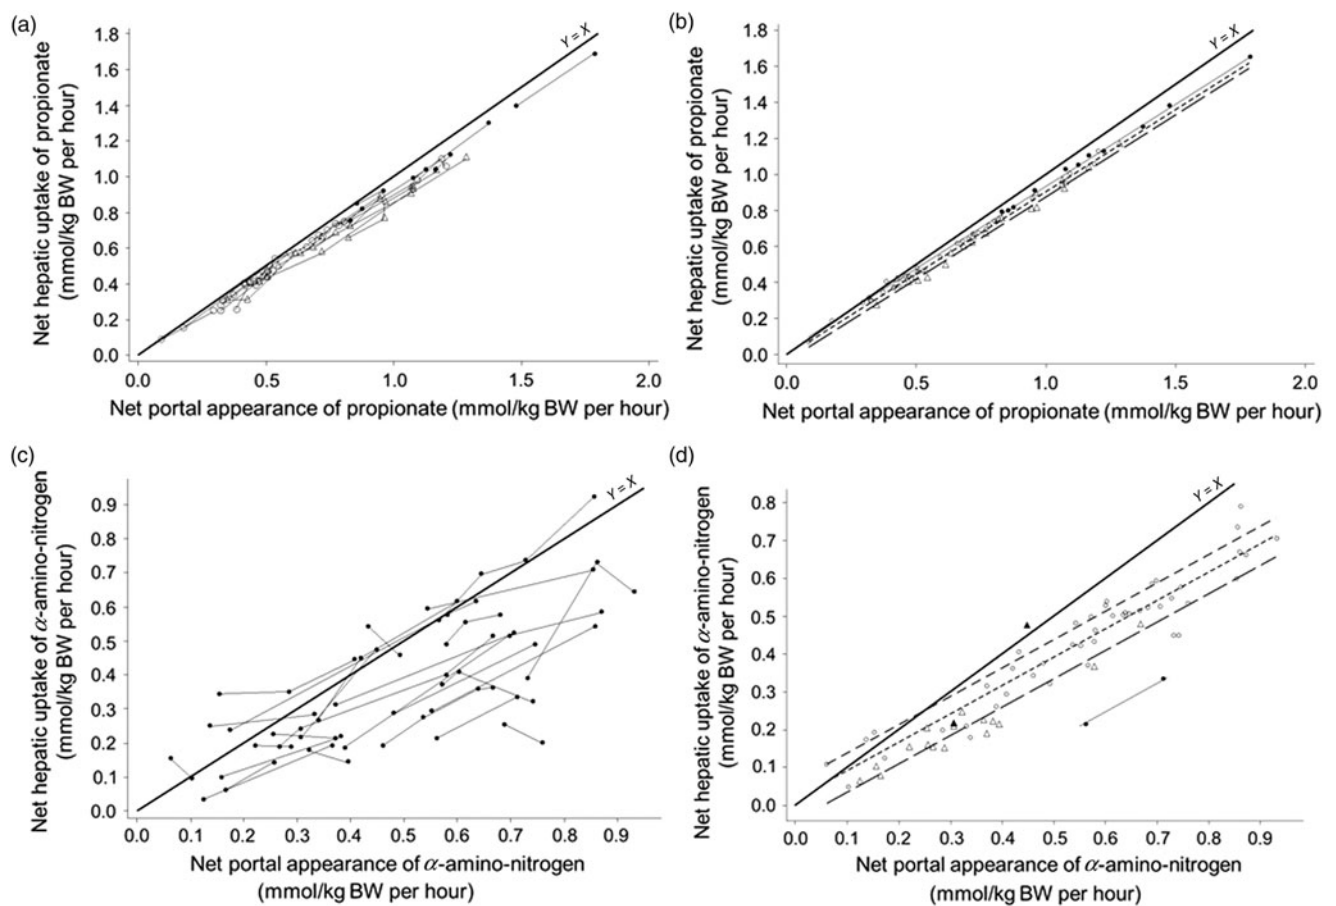 (a)
Net hepatic uptake of propionate
(mmol/kg BW per hour)
1.8
1.6
1.4
1.2
1.0
0.8
0.6
0.4
0.2
0.0
Y = X
0.0 0.5 1.0 1.5 2.0
Net portal appearance of propionate (mmol/kg BW per hour)
(b)
Net hepatic uptake of propionate
(mmol/kg BW per hour)
1.8
1.6
1.4
1.2
1.0
0.8
0.6
0.4
0.2
0.0
Y = X
0.0 0.5 1.0 1.5 2.0
Net portal appearance of propionate (mmol/kg BW per hour)
(c)
Net hepatic uptake of α-amino-nitrogen
(mmol/kg BW per hour)
0.9
0.8
0.7
0.6
0.5
0.4
0.3
0.2
0.1
0.0
Y = X
0.0 0.1 0.2 0.3 0.4 0.5 0.6 0.7 0.8 0.9
Net portal appearance of α-amino-nitrogen
(mmol/kg BW per hour)
(d)
Net hepatic uptake of α-amino-nitrogen
(mmol/kg BW per hour)
0.8
0.7
0.6
0.5
0.4
0.3
0.2
0.1
0.0
Y = X
0.0 0.1 0.2 0.3 0.4 0.5 0.6 0.7 0.8 0.9
Net portal appearance of α-amino-nitrogen
(mmol/kg BW per hour)